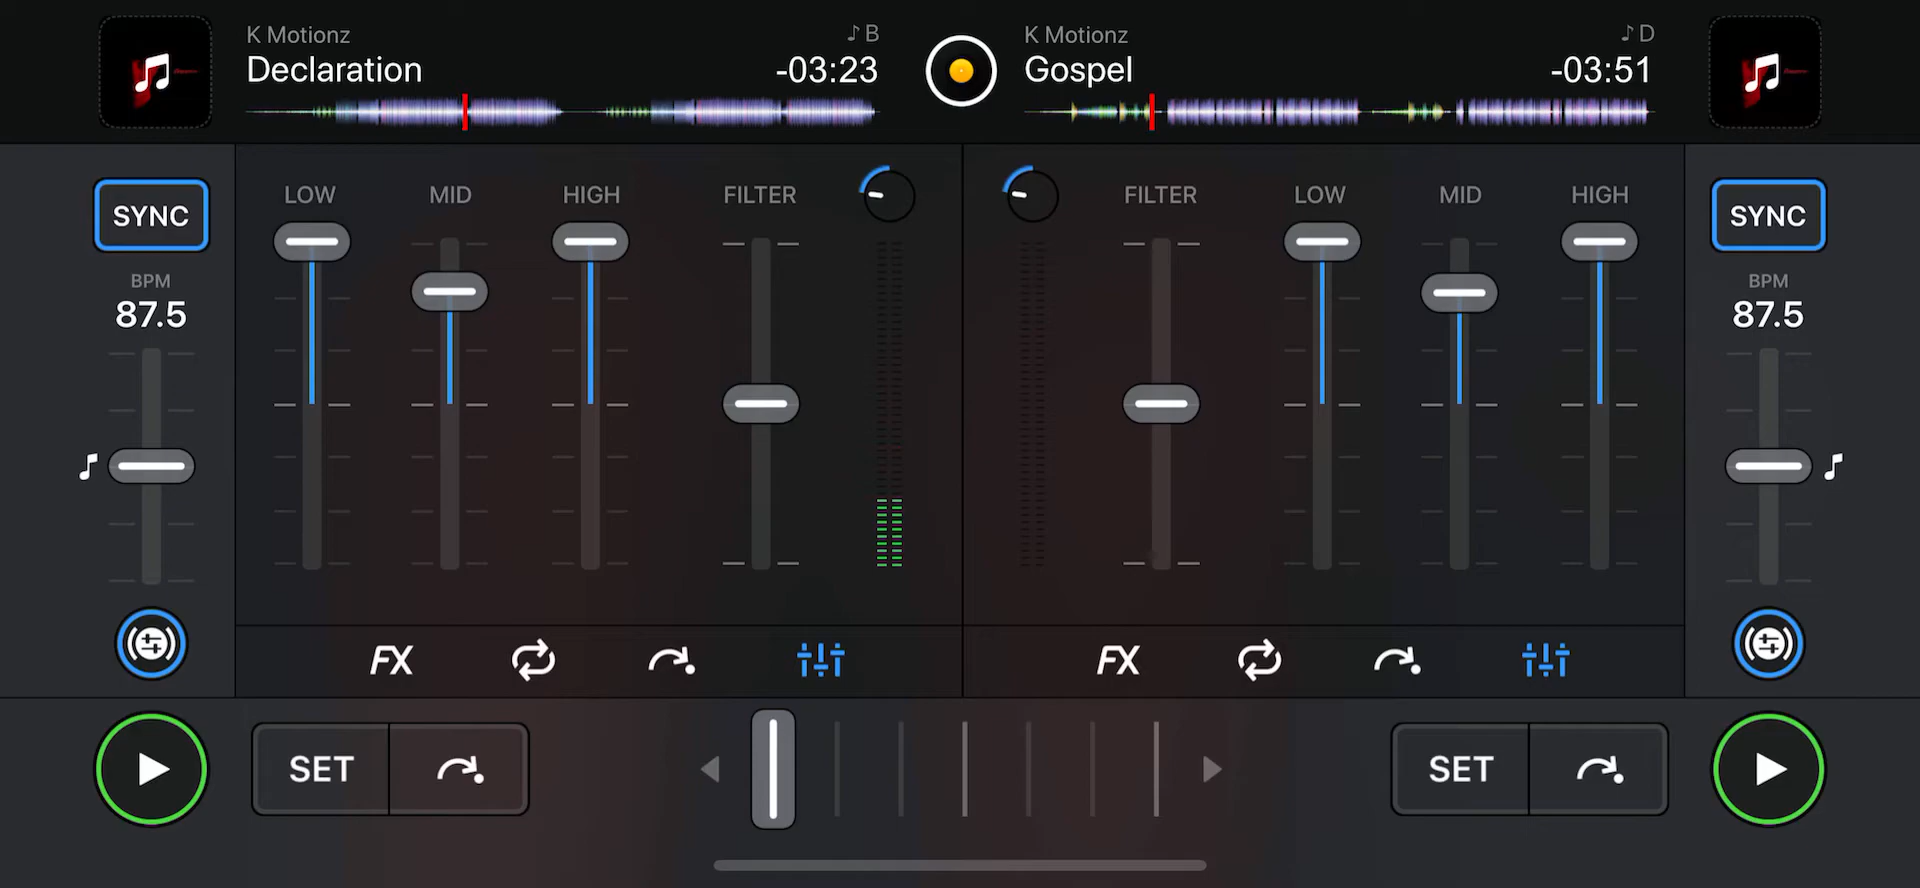 K Motionz
Declaration
♪ B
-03:23
K Motionz
Gospel
♪ D
-03:51
SYNC
BPM
87.5
LOW
MID
HIGH
FILTER
FILTER
LOW
MID
HIGH
SYNC
BPM
87.5
FX
FX
SET
SET